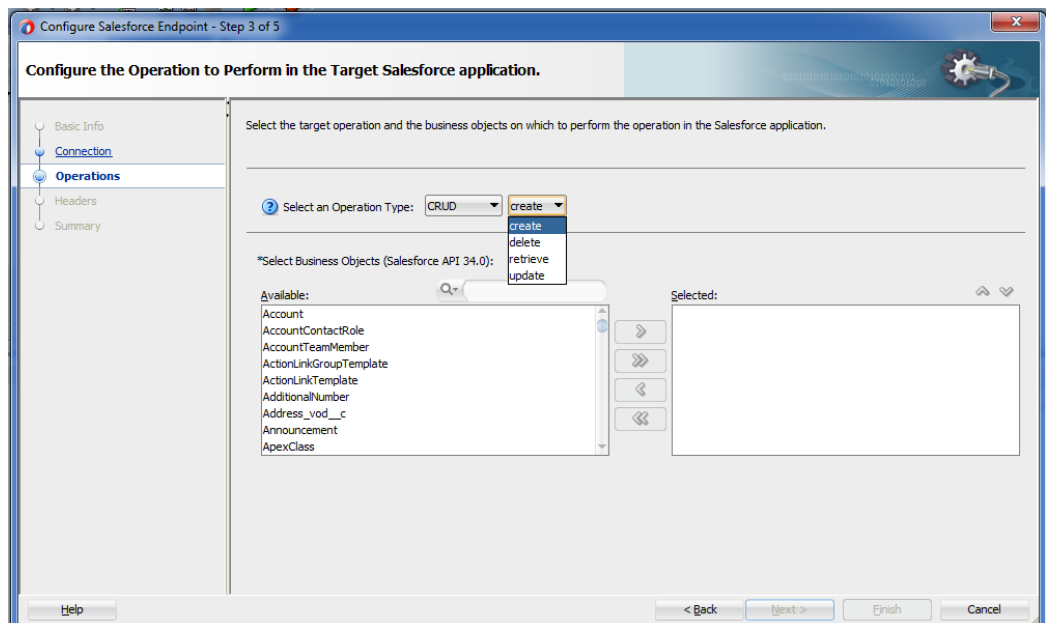 Configure Salesforce Endpoint - Step 3 of 5
Configure the Operation to Perform in the Target Salesforce application.
Basic Info
Connection
Operations
Headers
Summary
Select the target operation and the business objects on which to perform the operation in the Salesforce application.
Select an Operation Type: CRUD create
create
delete
retrieve
update
*Select Business Objects (Salesforce API 34.0):
Available:
Account
AccountContactRole
AccountTeamMember
ActionLinkGroupTemplate
ActionLinkTemplate
AdditionalNumber
Address_vod__c
Announcement
ApexClass
Selected:
Help
< Back Next > Finish Cancel